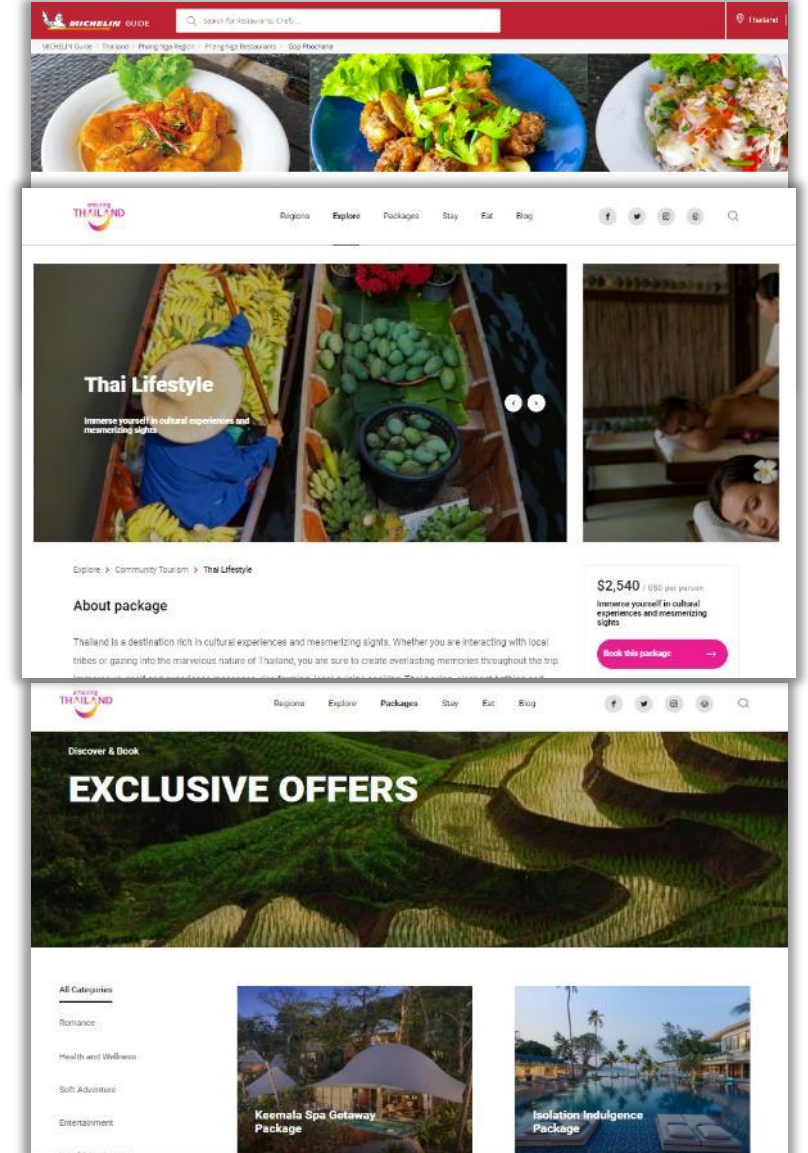 MICHELIN GUIDE
Search for Restaurants, Chefs, ...
Thailand
MICHELIN Guide Thailand Phang-Nga Region Phang-Nga Restaurants Gop Phochana
amazing
THAILAND
Regions Explore Packages Stay Eat Blog
Thai Lifestyle
Immerse yourself in cultural experiences and
mesmerizing sights
Explore > Community Tourism > Thai Lifestyle
About package
Thailand is a destination rich in cultural experiences and mesmerizing sights. Whether you are interacting with local
tribes or gazing into the marvelous nature of Thailand, you are sure to create everlasting memories throughout the trip.
$2,540 / USD per person
Immerse yourself in cultural
experiences and mesmerizing
sights
Book this package →
amazing
THAILAND
Regions Explore Packages Stay Eat Blog
Discover & Book
EXCLUSIVE OFFERS
All Categories
Romance
Health and Wellness
Soft Adventure
Entertainment
Keemala Spa Getaway
Package
Isolation Indulgence
Package